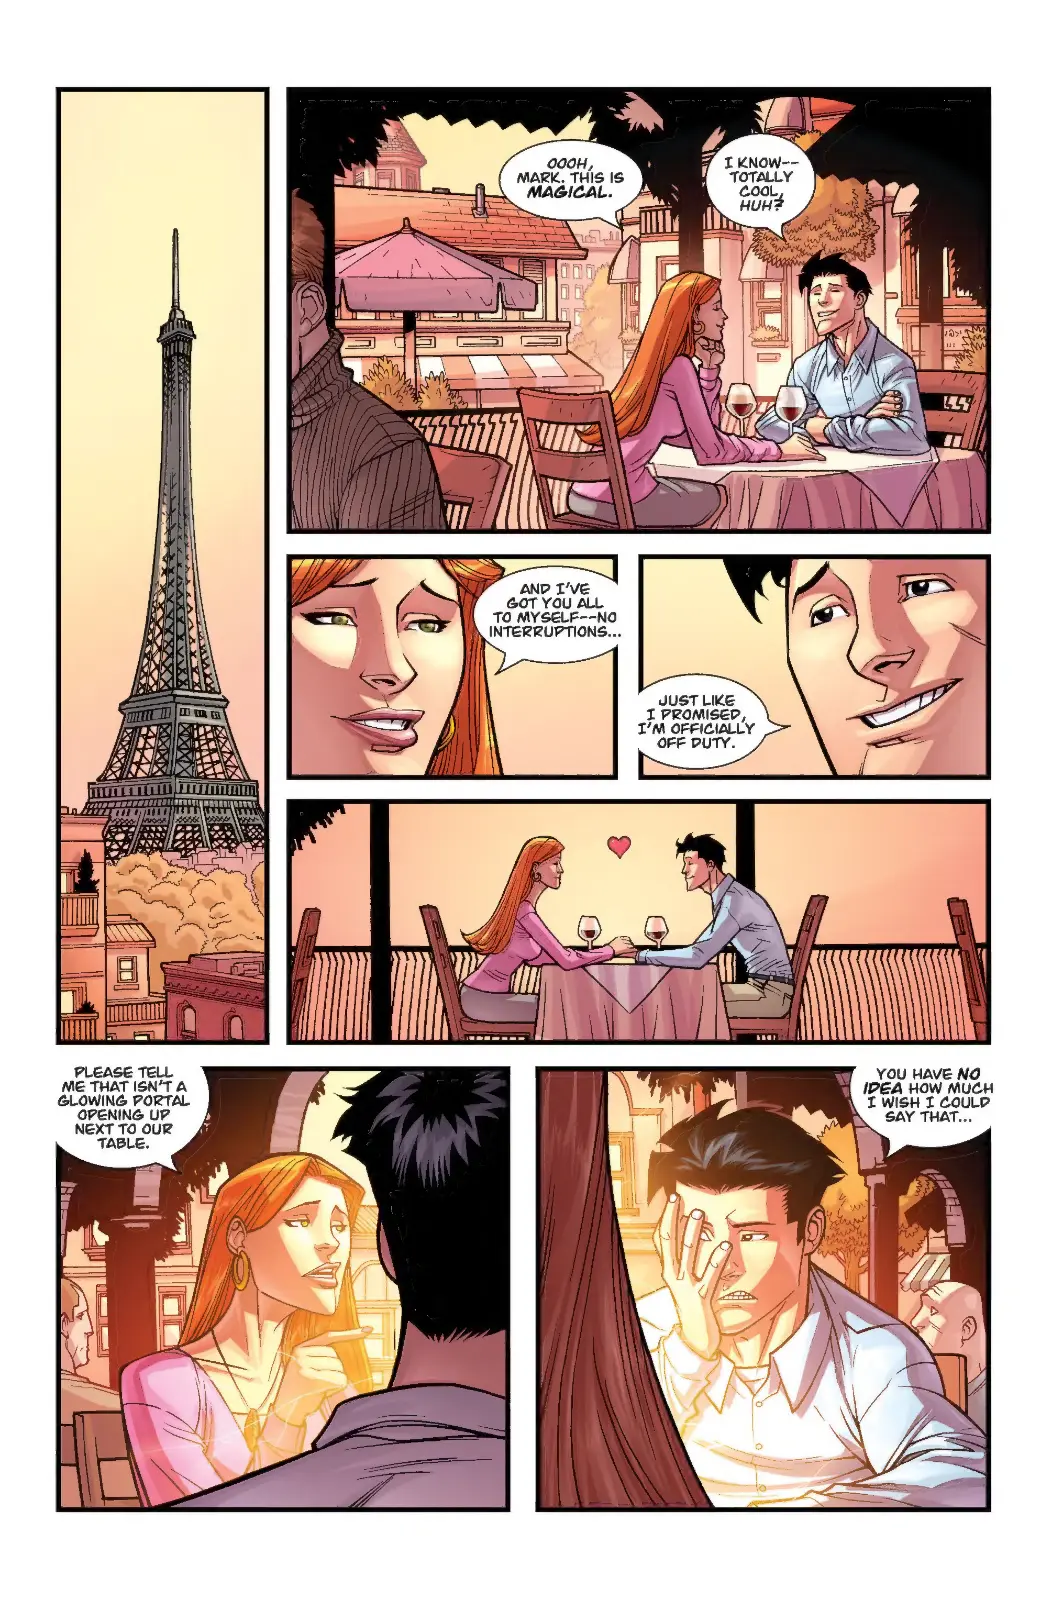 OOOH,
MARK. THIS IS
MAGICAL.
I KNOW--
TOTALLY
COOL,
HUH?
AND I'VE
GOT YOU ALL
TO MYSELF--NO
INTERRUPTIONS...
JUST LIKE
I PROMISED,
I'M OFFICIALLY
OFF DUTY.
PLEASE TELL
ME THAT ISN'T A
GLOWING PORTAL
OPENING UP
NEXT TO OUR
TABLE.
YOU HAVE NO
IDEA HOW MUCH
I WISH I COULD
SAY THAT...